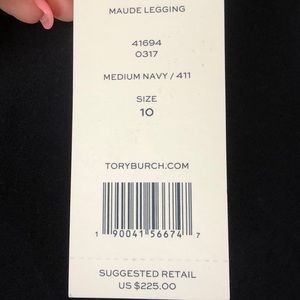 MAUDE LEGGING
41694
0317
MEDIUM NAVY / 411
SIZE
10
TORYBURCH.COM
1 90041 56674 7
SUGGESTED RETAIL
US $225.00